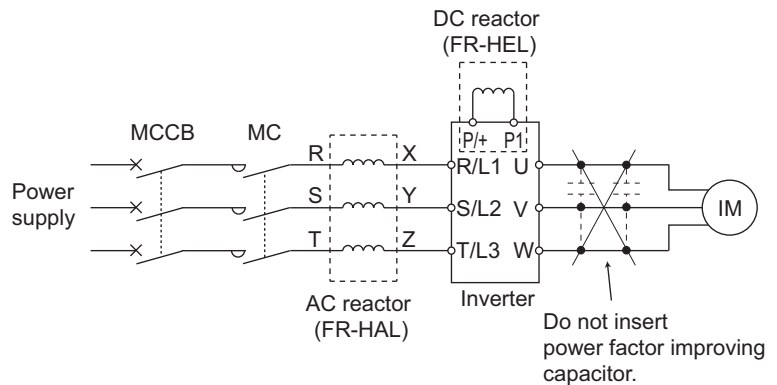 DC reactor
(FR-HEL)
MCCB
MC
R
X
P/+
P1
R/L1
U
Power
supply
S
Y
S/L2
V
IM
T
Z
T/L3
W
AC reactor
(FR-HAL)
Inverter
Do not insert
power factor improving
capacitor.